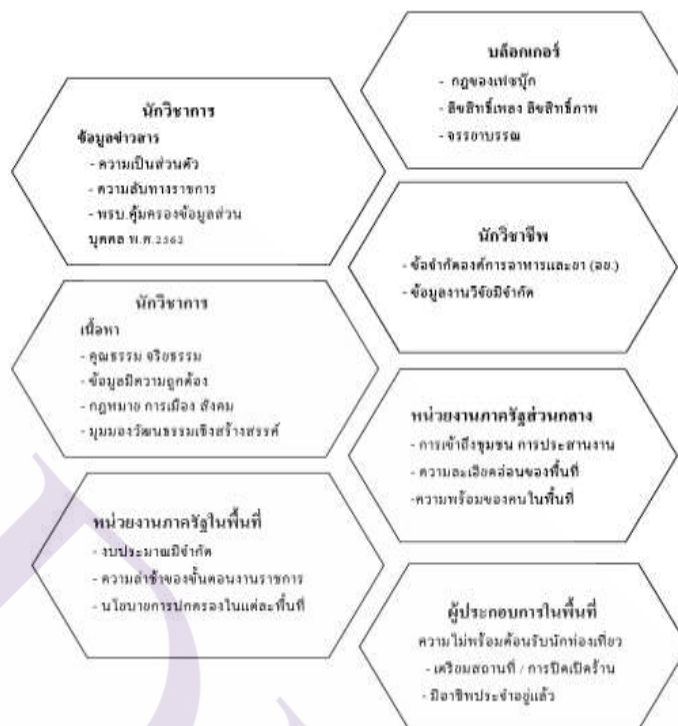 บล็อกเกอร์
- กฎของเฟซบุ๊ก
- ลิขสิทธิ์เพลง ลิขสิทธิ์ภาพ
- จรรยาบรรณ
นักวิชาการ
ข้อมูลข่าวสาร
- ความเป็นส่วนตัว
- ความลับทางราชการ
- พรบ.คุ้มครองข้อมูลส่วน
บุคคล พ.ศ.2562
นักวิชาชีพ
- ข้อจำกัดองค์การอาหารและยา (อย.)
- ข้อมูลงานวิจัยมีจำกัด
นักวิชาการ
เนื้อหา
- คุณธรรม จริยธรรม
- ข้อมูลมีความถูกต้อง
- กฎหมาย การเมือง สังคม
- มุมมองวัฒนธรรมเชิงสร้างสรรค์
หน่วยงานภาครัฐส่วนกลาง
- การเข้าถึงชุมชน การประสานงาน
- ความละเอียดอ่อนของพื้นที่
-ความพร้อมของคนในพื้นที่
หน่วยงานภาครัฐในพื้นที่
- งบประมาณมีจำกัด
- ความล่าช้าของขั้นตอนงานราชการ
- นโยบายการปกครองในแต่ละพื้นที่
ผู้ประกอบการในพื้นที่
ความไม่พร้อมต้อนรับนักท่องเที่ยว
- เตรียมสถานที่ / การปิดเปิดร้าน
- มีอาชีพประจำอยู่แล้ว